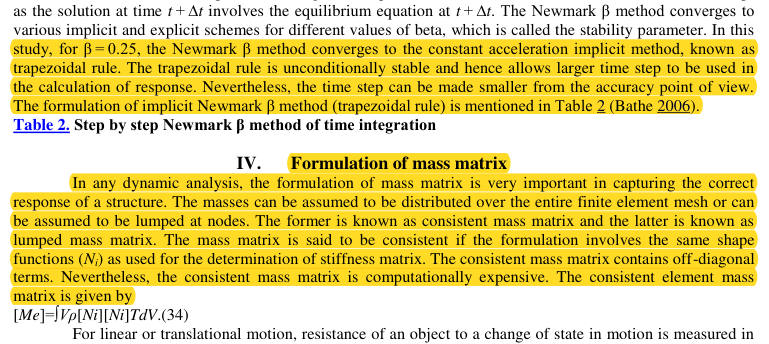 as the solution at time t+Δt involves the equilibrium equation at t+Δt. The Newmark β method converges to
various implicit and explicit schemes for different values of beta, which is called the stability parameter. In this
study, for β=0.25, the Newmark β method converges to the constant acceleration implicit method, known as
trapezoidal rule. The trapezoidal rule is unconditionally stable and hence allows larger time step to be used in
the calculation of response. Nevertheless, the time step can be made smaller from the accuracy point of view.
The formulation of implicit Newmark β method (trapezoidal rule) is mentioned in Table 2 (Bathe 2006).
Table 2. Step by step Newmark β method of time integration
IV. Formulation of mass matrix
In any dynamic analysis, the formulation of mass matrix is very important in capturing the correct
response of a structure. The masses can be assumed to be distributed over the entire finite element mesh or can
be assumed to be lumped at nodes. The former is known as consistent mass matrix and the latter is known as
lumped mass matrix. The mass matrix is said to be consistent if the formulation involves the same shape
functions (Ni) as used for the determination of stiffness matrix. The consistent mass matrix contains off-diagonal
terms. Nevertheless, the consistent mass matrix is computationally expensive. The consistent element mass
matrix is given by
[Me]=∫Vρ[Ni][Ni]TdV.(34)
For linear or translational motion, resistance of an object to a change of state in motion is measured in